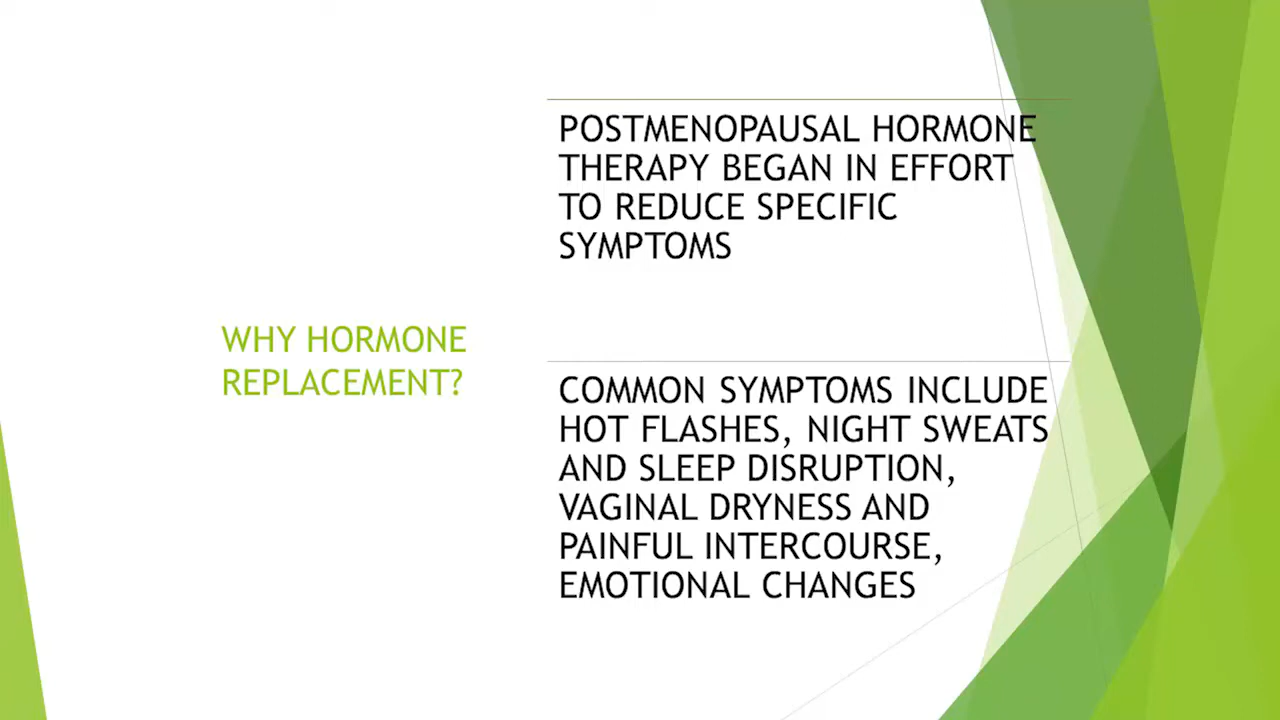 WHY HORMONE
REPLACEMENT?
POSTMENOPAUSAL HORMONE
THERAPY BEGAN IN EFFORT
TO REDUCE SPECIFIC
SYMPTOMS
COMMON SYMPTOMS INCLUDE
HOT FLASHES, NIGHT SWEATS
AND SLEEP DISRUPTION,
VAGINAL DRYNESS AND
PAINFUL INTERCOURSE,
EMOTIONAL CHANGES